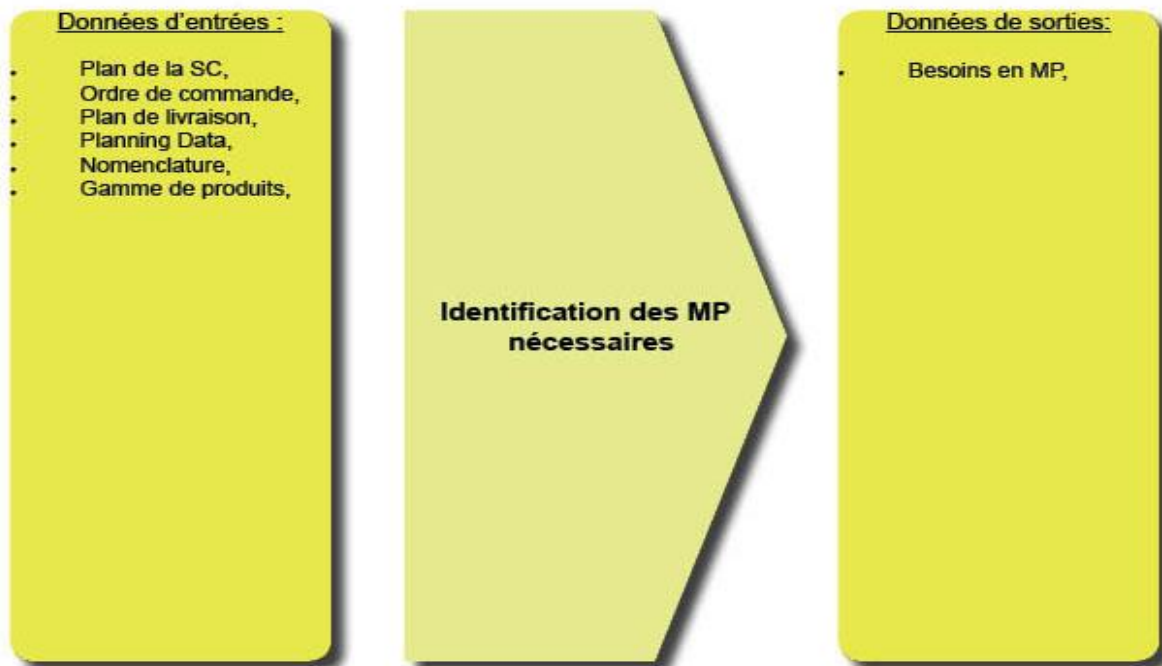 Données d'entrées :
• Plan de la SC,
• Ordre de commande,
• Plan de livraison,
• Planning Data,
• Nomenclature,
• Gamme de produits,
Identification des MP
nécessaires
Données de sorties:
• Besoins en MP,